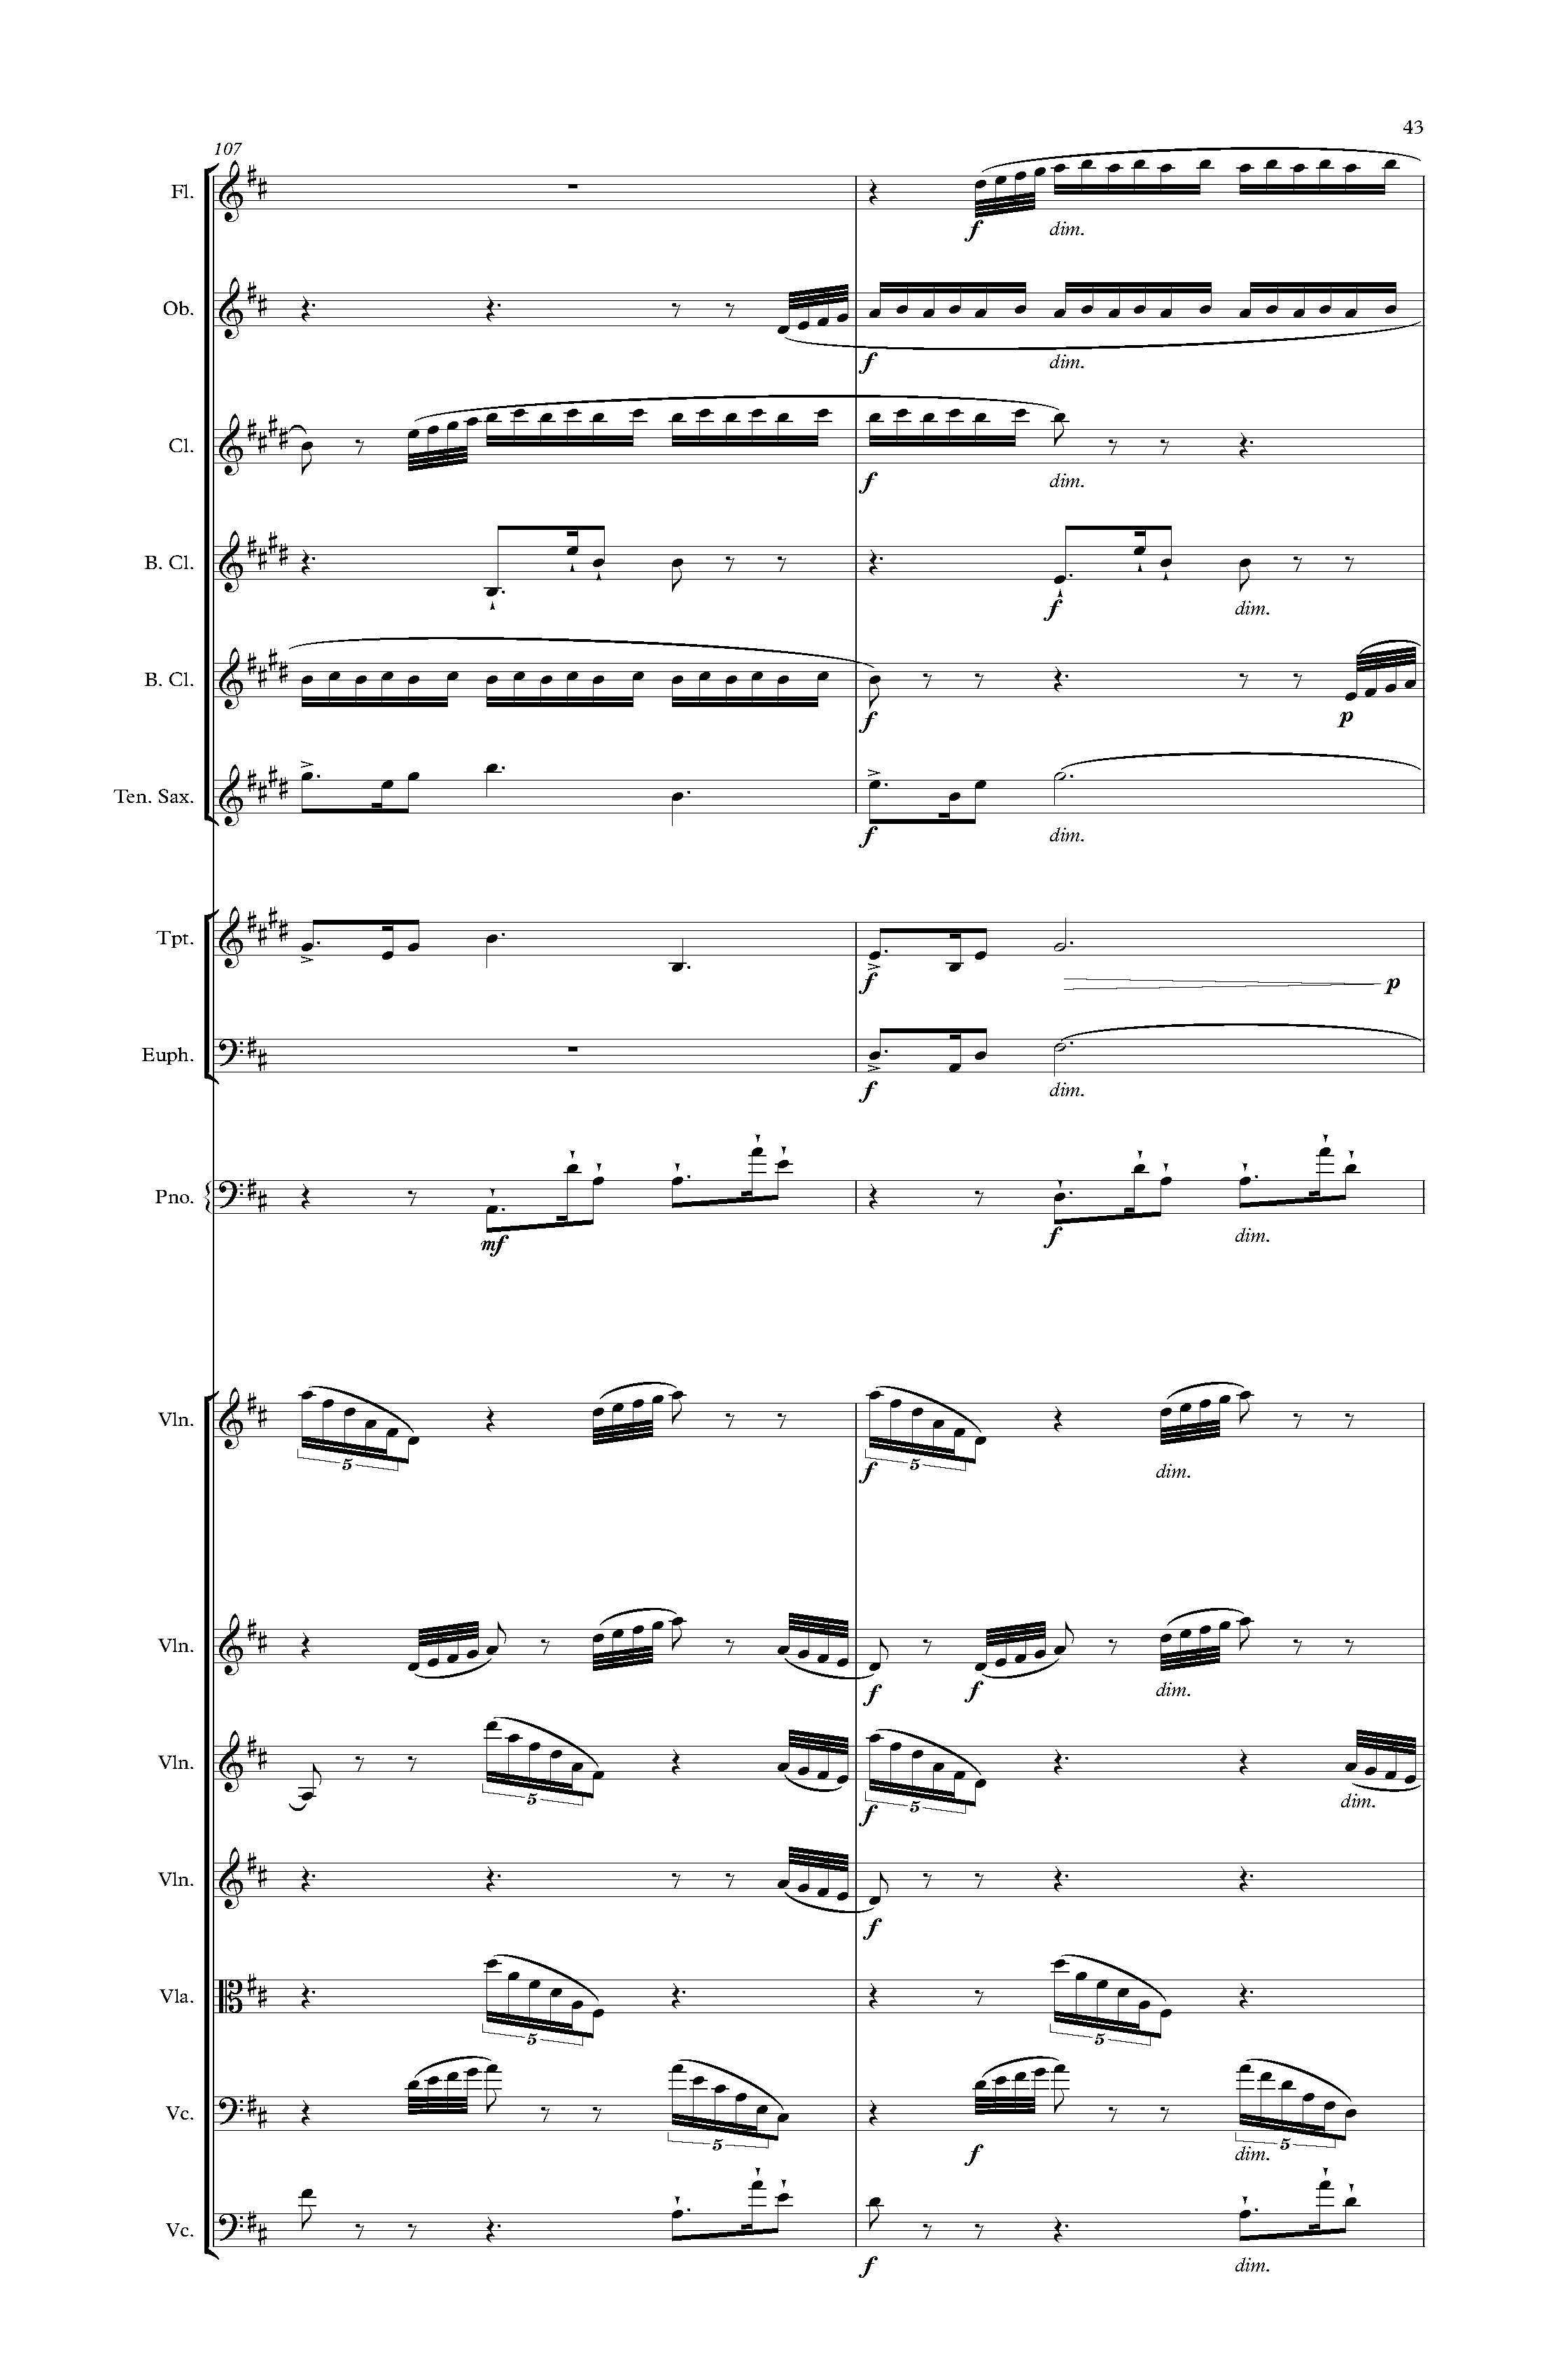 43
107
Fl.
f dim.
Ob.
f dim.
Cl.
f dim.
B. Cl.
f dim.
B. Cl.
f p
Ten. Sax.
f dim.
Tpt.
f p
Euph.
f dim.
Pno.
mf f dim.
Vln.
5 f 5 dim.
Vln.
f f dim.
Vln.
5 f 5 dim.
Vln.
f
Vla.
5 5
Vc.
5 f dim. 5
Vc.
f dim.